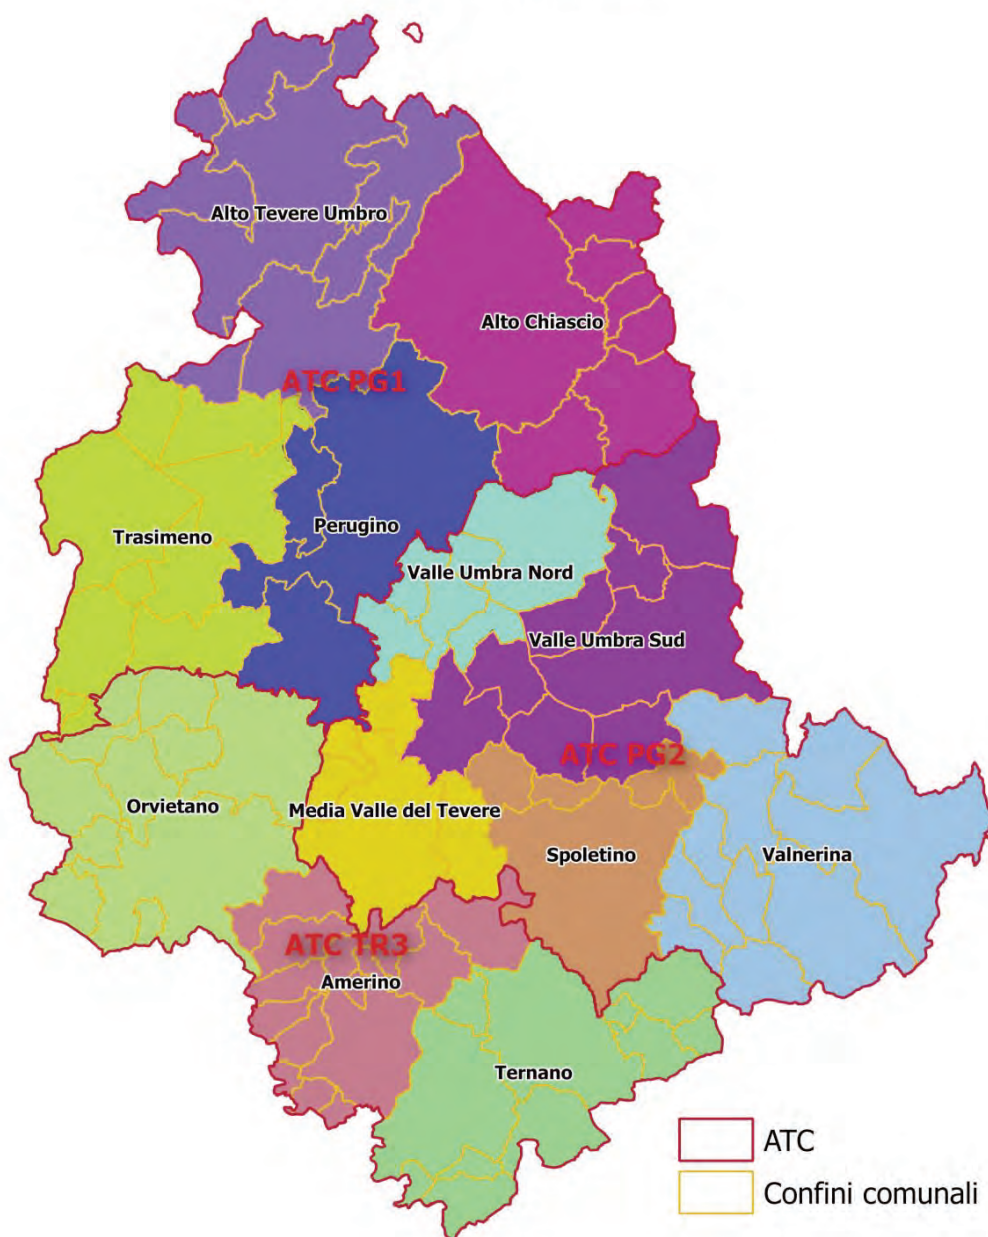 Alto Tevere Umbro
Alto Chiascio
ATC PG1
Trasimeno
Perugino
Valle Umbra Nord
Valle Umbra Sud
ATC PG2
Orvietano
Media Valle del Tevere
Spoletino
Valnerina
ATC TR3
Amerino
Ternano
ATC
Confini comunali